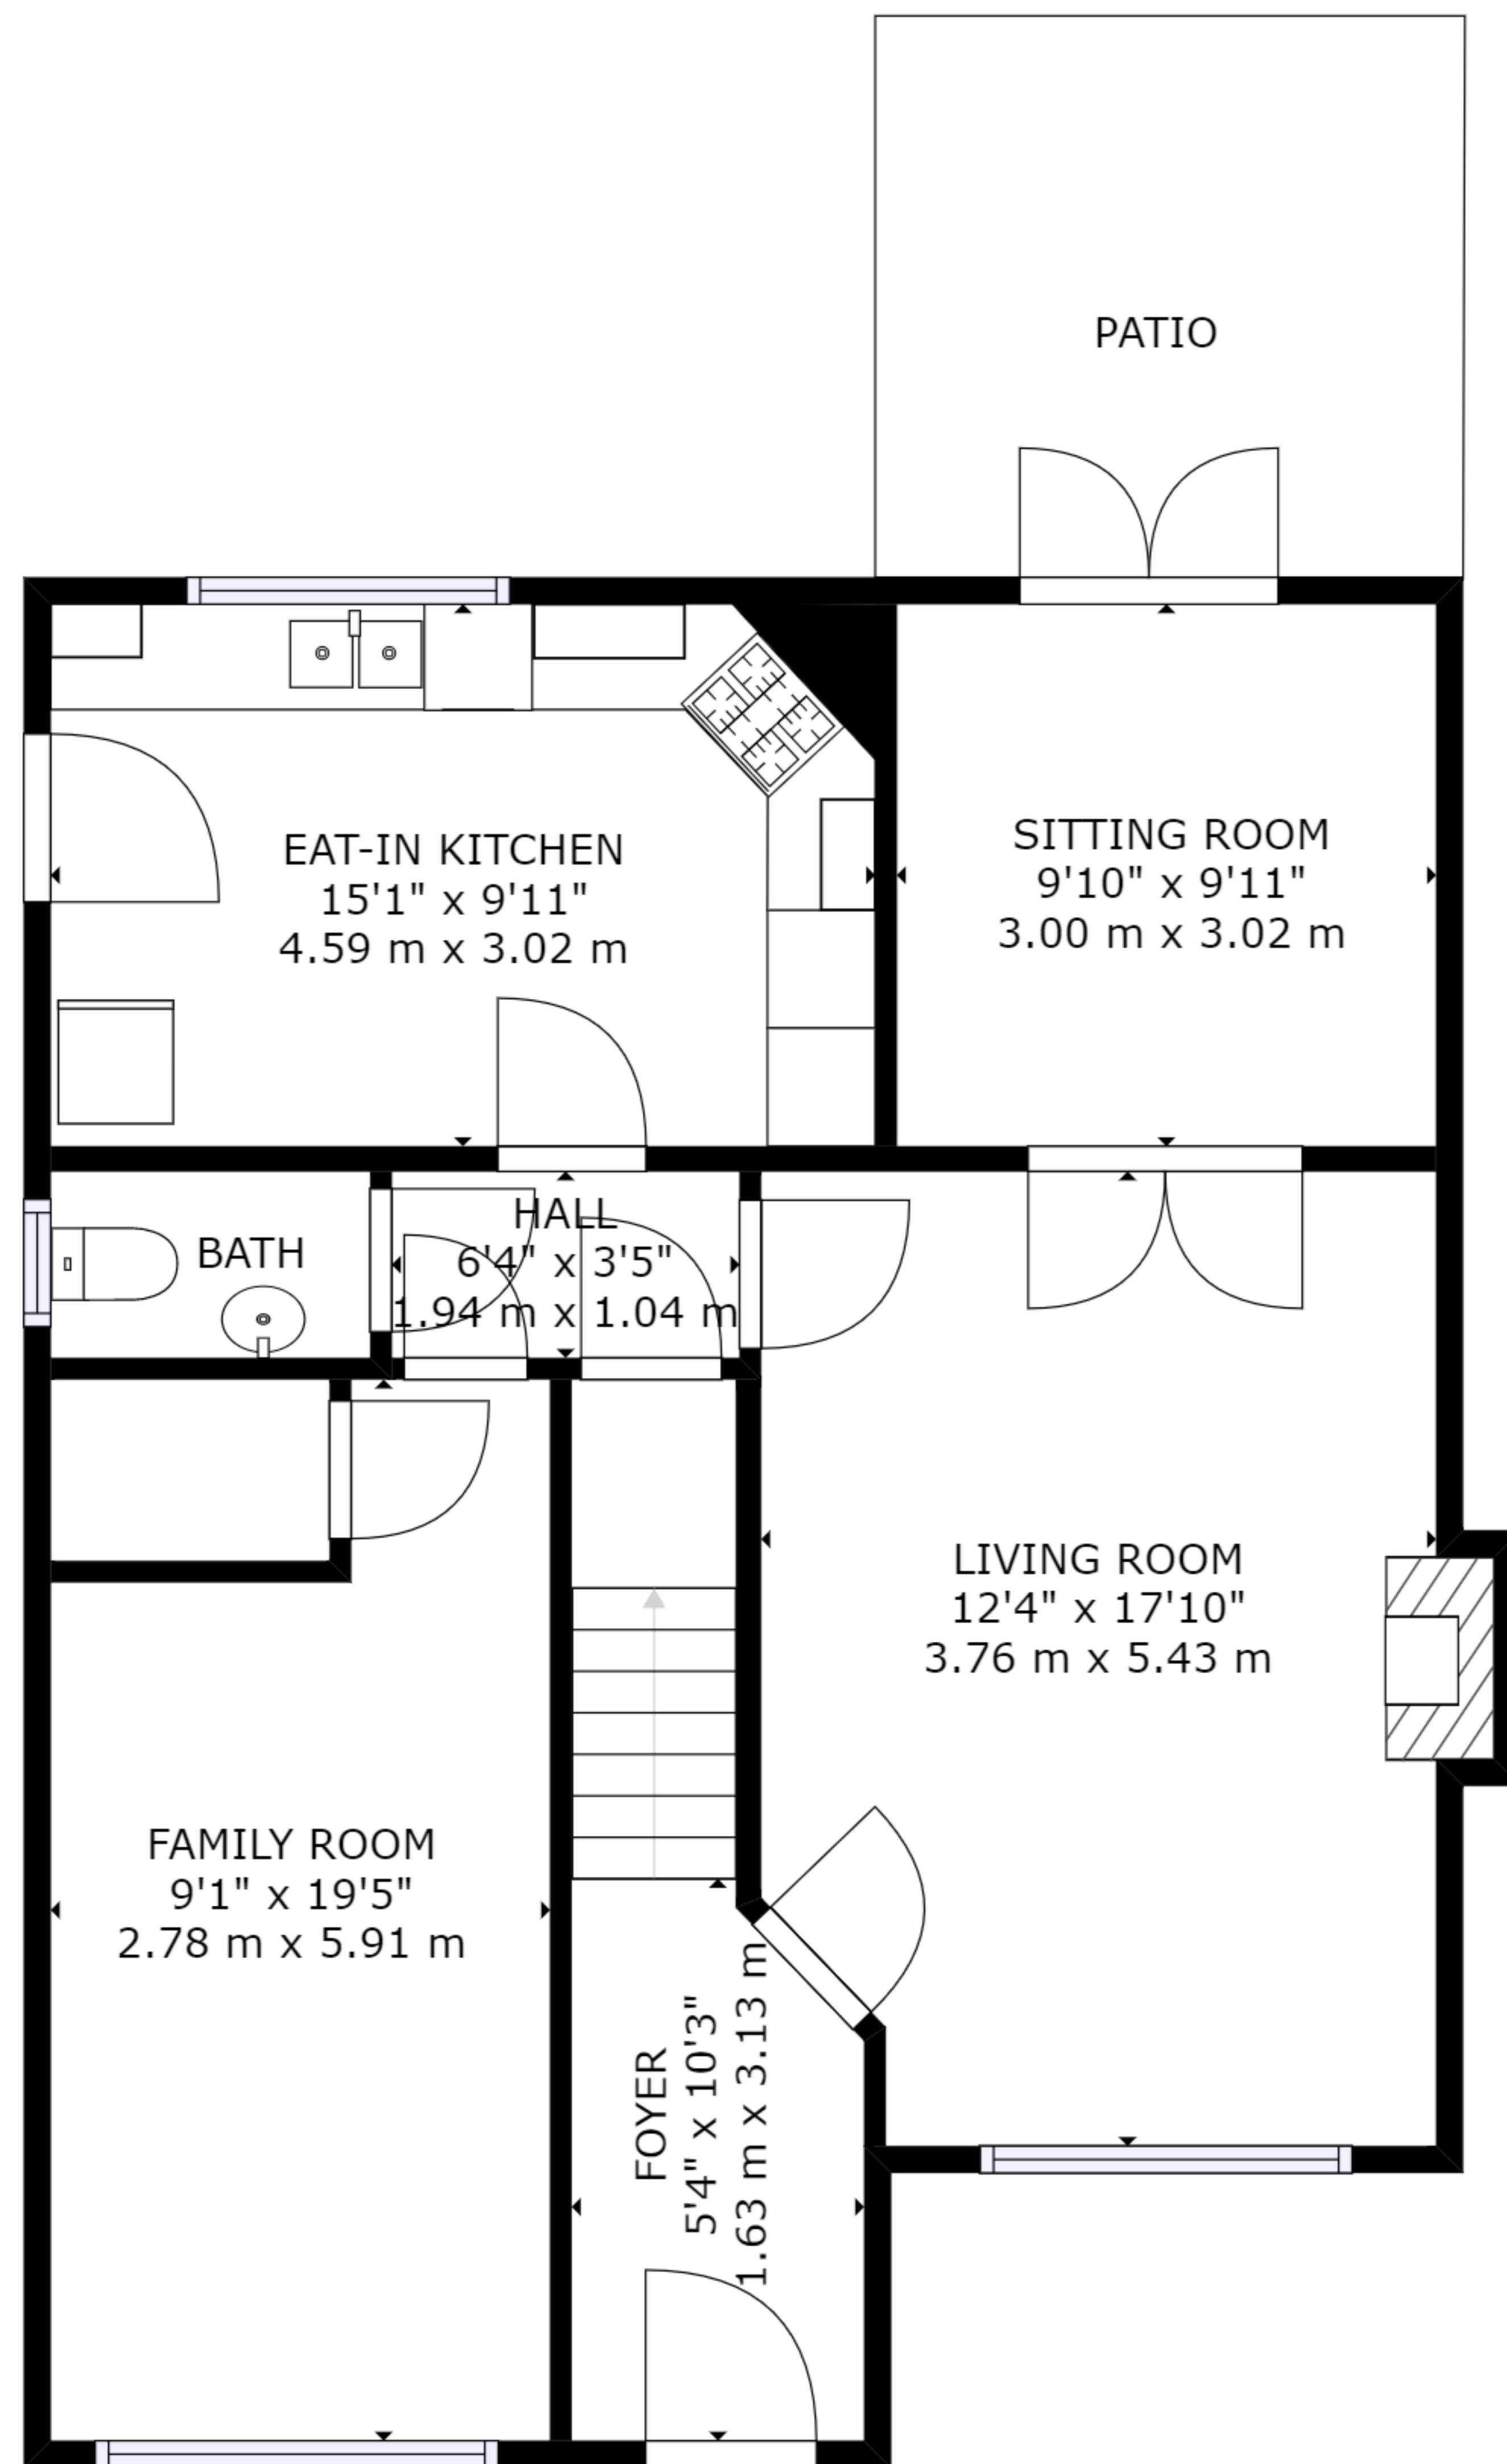 PATIO
EAT-IN KITCHEN
15'1" x 9'11"
4.59 m x 3.02 m
SITTING ROOM
9'10" x 9'11"
3.00 m x 3.02 m
BATH
HALL
6'4" x 3'5"
1.94 m x 1.04 m
LIVING ROOM
12'4" x 17'10"
3.76 m x 5.43 m
FAMILY ROOM
9'1" x 19'5"
2.78 m x 5.91 m
FOYER
5'4" x 10'3"
1.63 m x 3.13 m